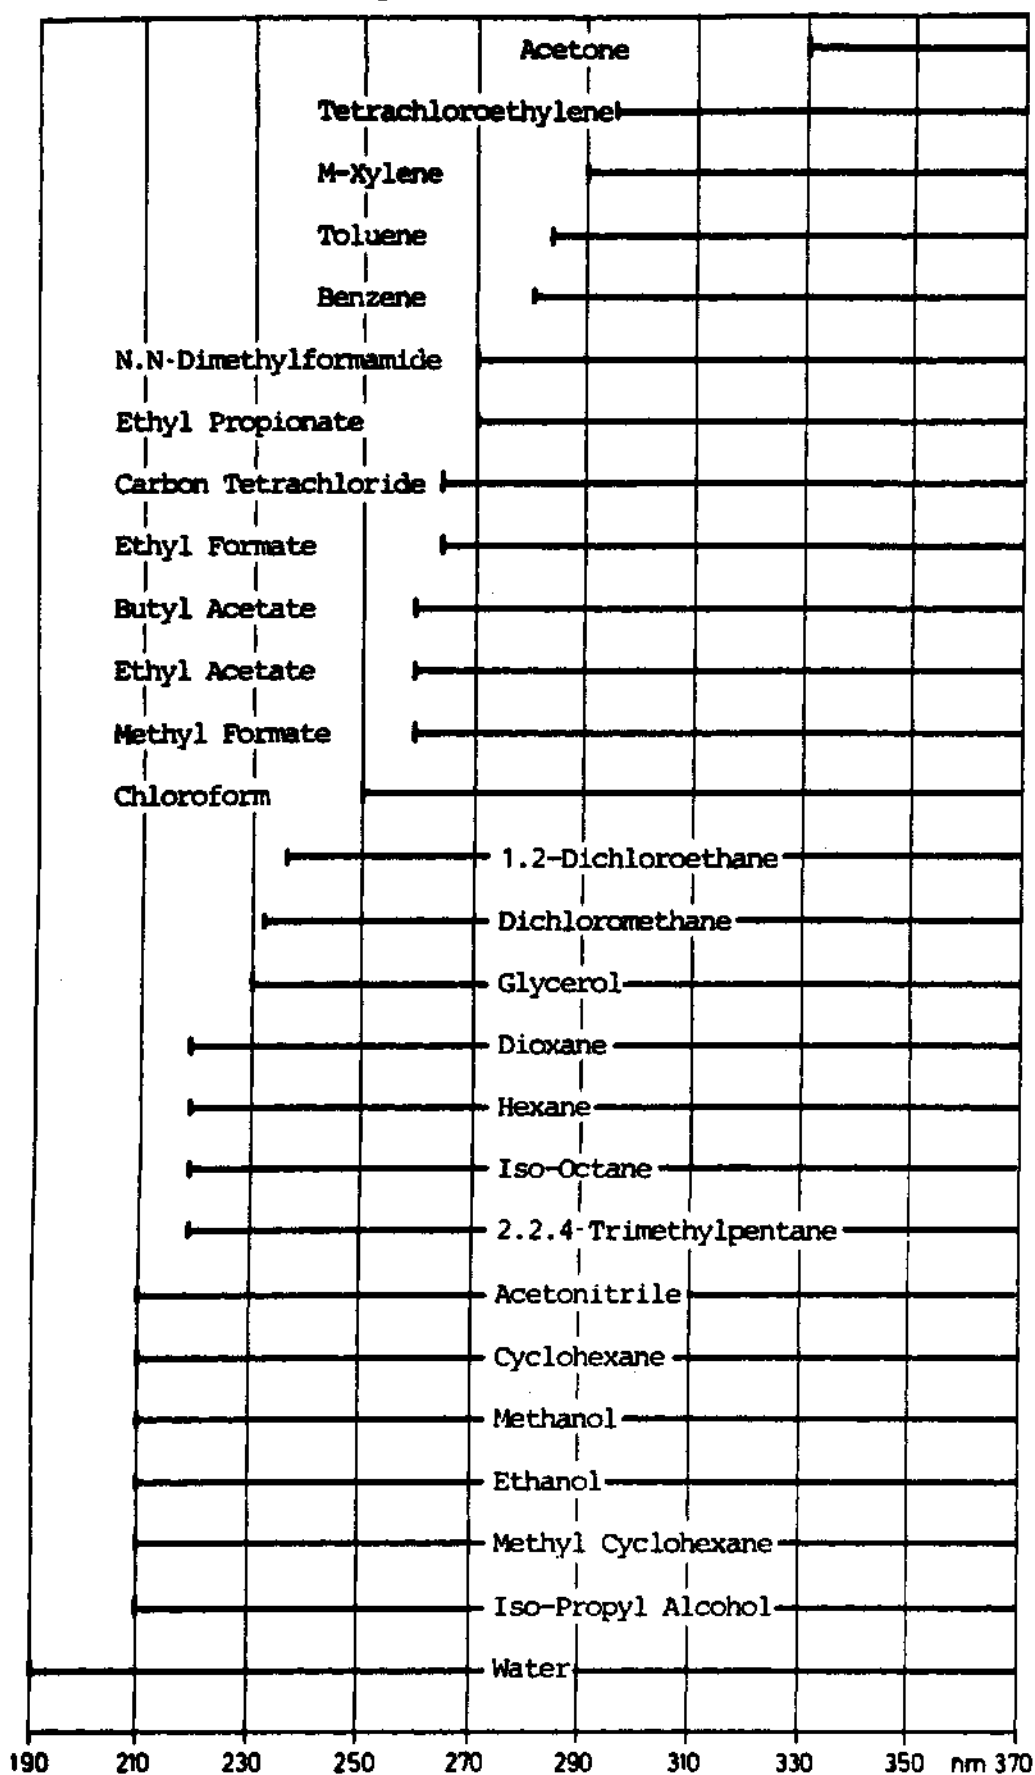 Acetone
Tetrachloroethylene
M-Xylene
Toluene
Benzene
N.N-Dimethylformamide
Ethyl Propionate
Carbon Tetrachloride
Ethyl Formate
Butyl Acetate
Ethyl Acetate
Methyl Formate
Chloroform
1.2-Dichloroethane
Dichloromethane
Glycerol
Dioxane
Hexane
Iso-Octane
2.2.4-Trimethylpentane
Acetonitrile
Cyclohexane
Methanol
Ethanol
Methyl Cyclohexane
Iso-Propyl Alcohol
Water
190 210 230 250 270 290 310 330 350 nm 370